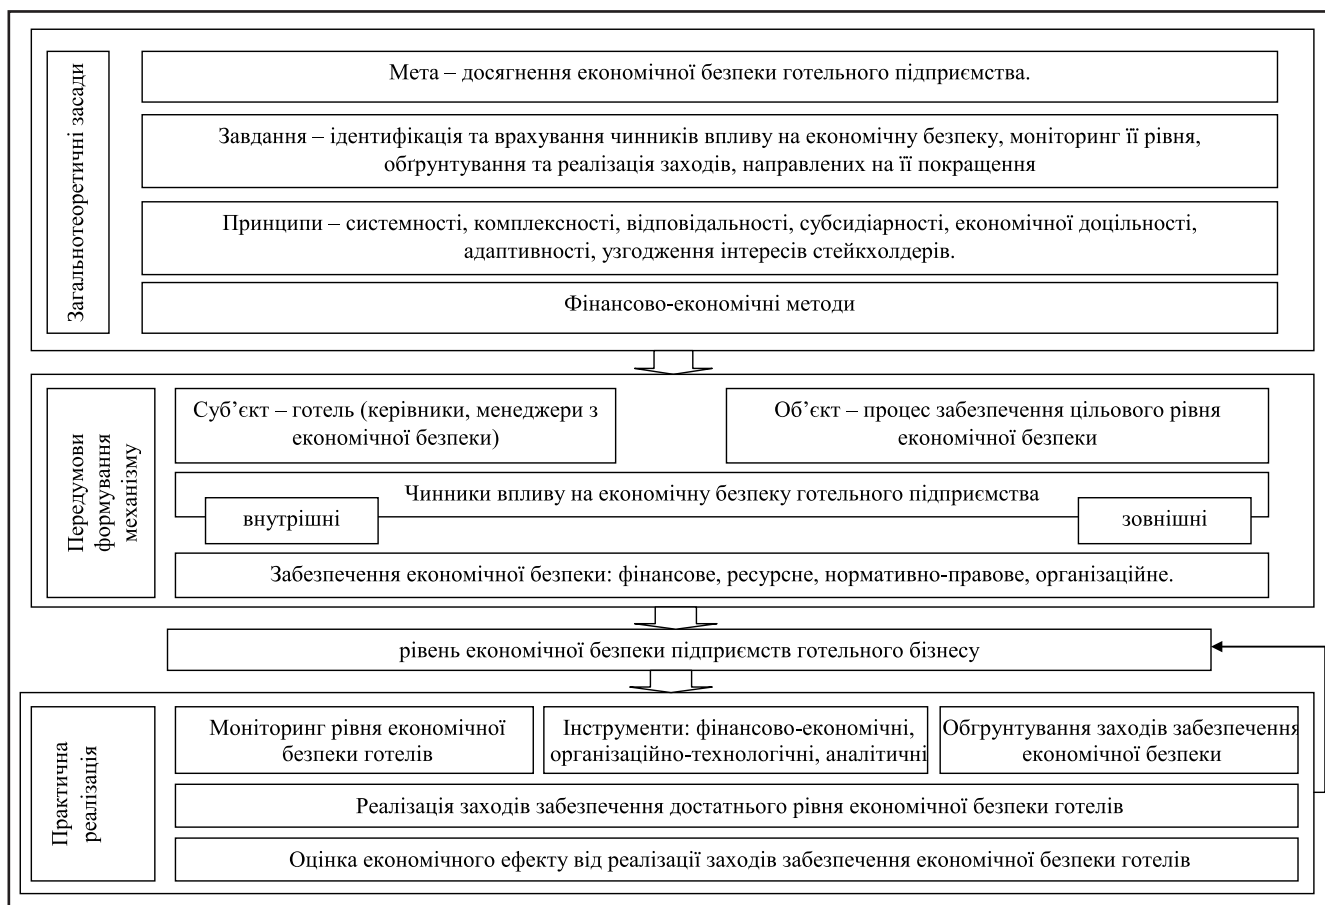 Загальнотеоретичні засади
Мета – досягнення економічної безпеки готельного підприємства.
Завдання – ідентифікація та врахування чинників впливу на економічну безпеку, моніторинг її рівня,
обґрунтування та реалізація заходів, направлених на її покращення
Принципи – системності, комплексності, відповідальності, субсидіарності, економічної доцільності,
адаптивності, узгодження інтересів стейкхолдерів.
Фінансово-економічні методи
Передумови
формування
механізму
Суб’єкт – готель (керівники, менеджери з
економічної безпеки)
Об’єкт – процес забезпечення цільового рівня
економічної безпеки
Чинники впливу на економічну безпеку готельного підприємства
внутрішні
зовнішні
Забезпечення економічної безпеки: фінансове, ресурсне, нормативно-правове, організаційне.
рівень економічної безпеки підприємств готельного бізнесу
Практична
реалізація
Моніторинг рівня економічної
безпеки готелів
Інструменти: фінансово-економічні,
організаційно-технологічні, аналітичні
Обгрунтування заходів забезпечення
економічної безпеки
Реалізація заходів забезпечення достатнього рівня економічної безпеки готелів
Оцінка економічного ефекту від реалізації заходів забезпечення економічної безпеки готелів